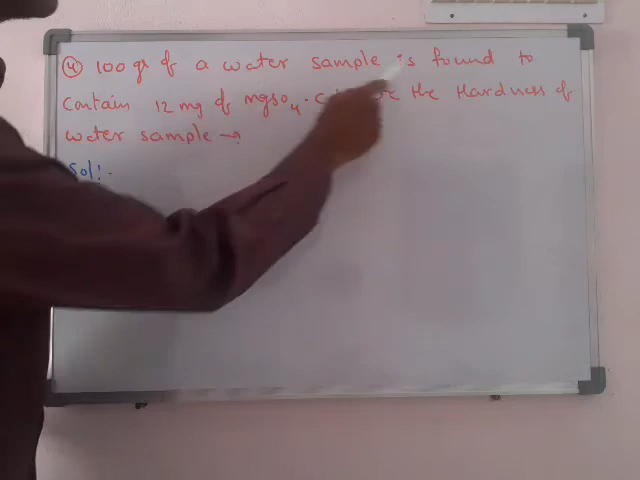 ④ 100 gr of a water sample is found to
contain 12 mg of mgso₄. the Hardness of
water sample →
Sol:-